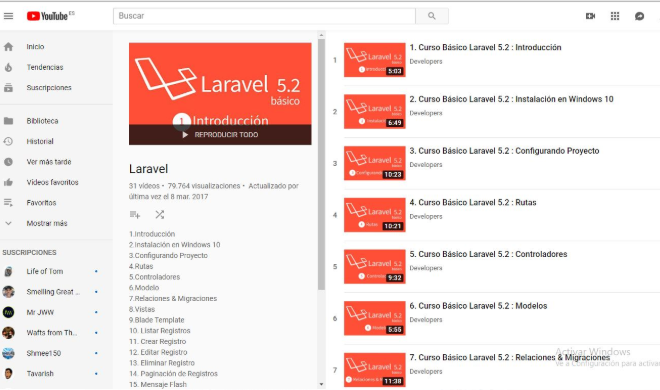 YouTube ES
Buscar
Inicio
Tendencias
Suscripciones
Biblioteca
Historial
Ver más tarde
Vídeos favoritos
Favoritos
Mostrar más
SUSCRIPCIONES
Life of Tom
Smelling Great ...
Mr JWW
Wafts from Th...
Shmee150
Tavarish
Laravel 5.2
básico
1 Introducción
REPRODUCIR TODO
Laravel
31 vídeos • 79.764 visualizaciones • Actualizado por
última vez el 8 mar. 2017
1.Introducción
2.Instalación en Windows 10
3.Configurando Proyecto
4.Rutas
5.Controladores
6.Modelo
7.Relaciones & Migraciones
8.Vistas
9.Blade Template
10. Listar Registros
11. Crear Registro
12. Editar Registro
13. Eliminar Registro
14. Paginación de Registros
15. Mensaje Flash
1
5:03
1. Curso Básico Laravel 5.2 : Introducción
Developers
2
6:49
2. Curso Básico Laravel 5.2 : Instalación en Windows 10
Developers
3
10:23
3. Curso Básico Laravel 5.2 : Configurando Proyecto
Developers
4
10:21
4. Curso Básico Laravel 5.2 : Rutas
Developers
5
9:32
5. Curso Básico Laravel 5.2 : Controladores
Developers
6
5:55
6. Curso Básico Laravel 5.2 : Modelos
Developers
7
11:38
7. Curso Básico Laravel 5.2 : Relaciones & Migraciones
Developers
Activar Windows
Ve a Configuración para activar